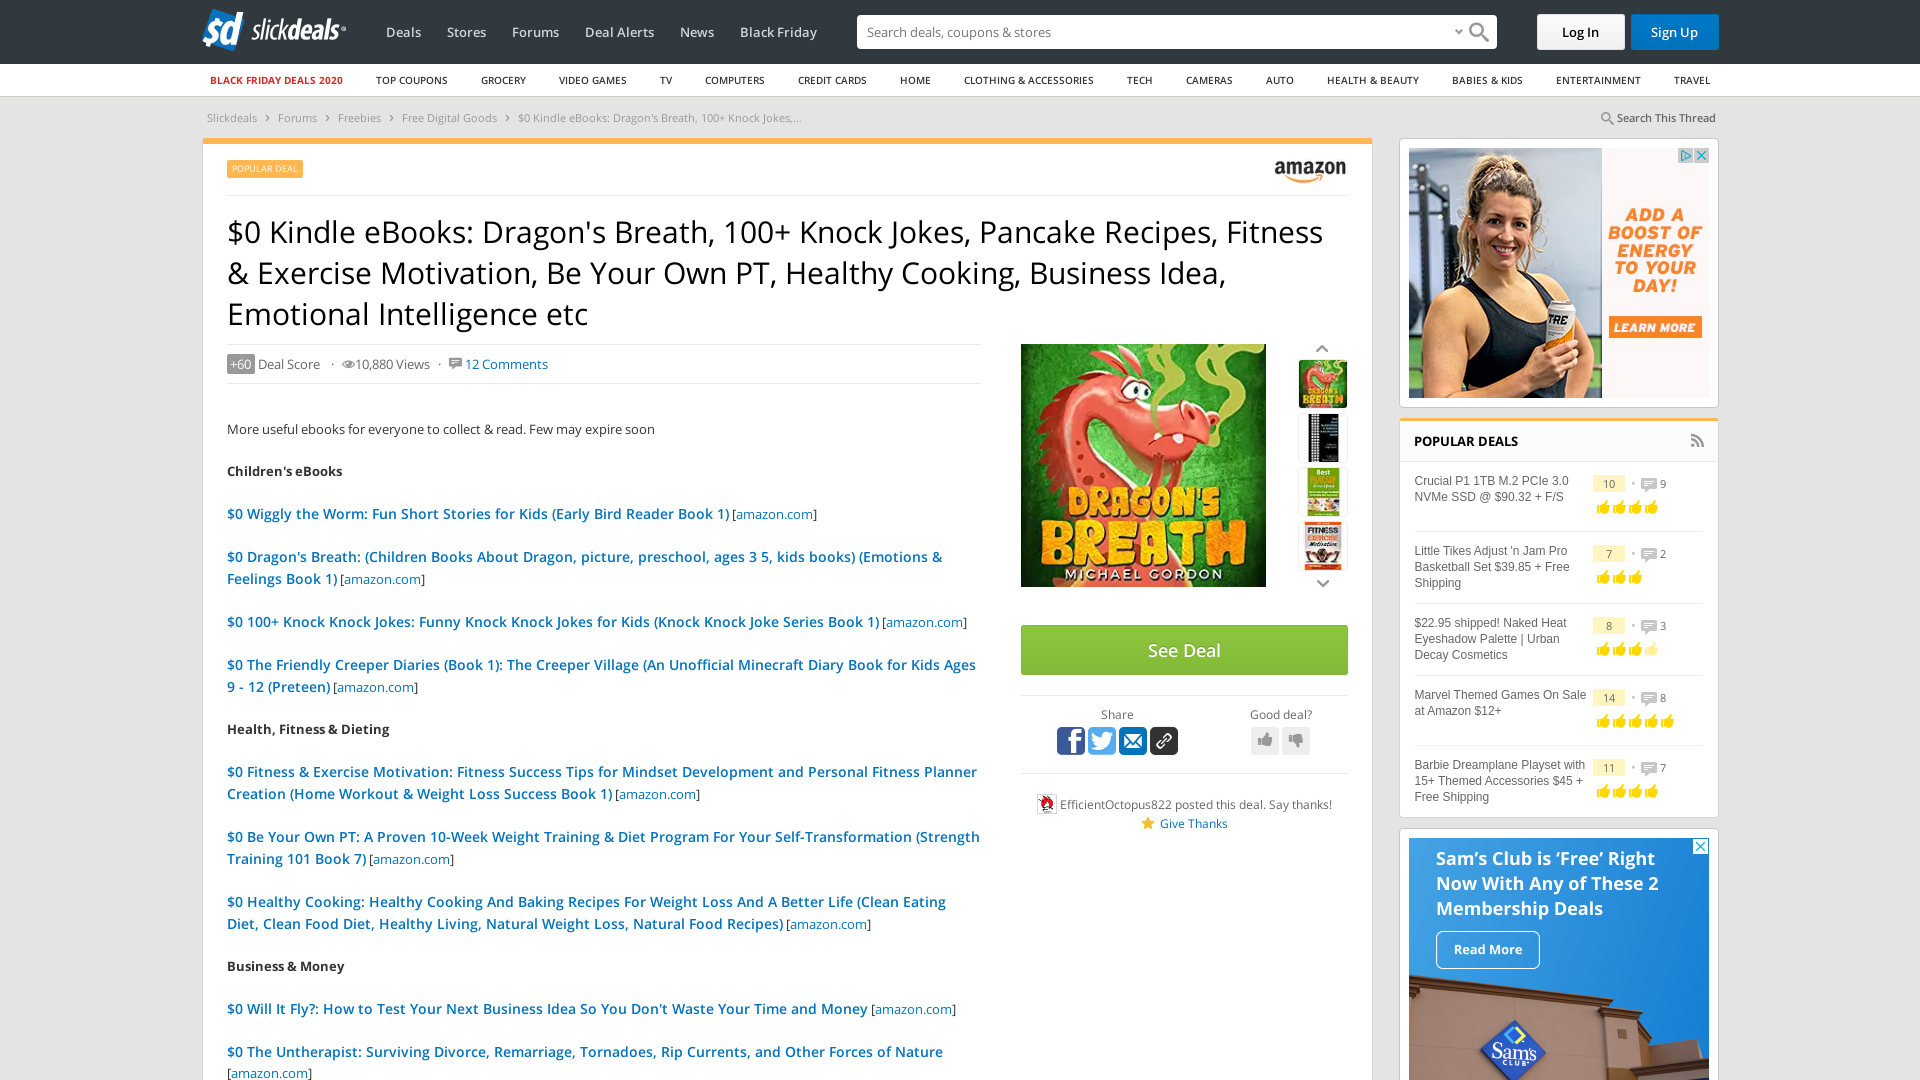 $d slickdeals
Deals
Stores
Forums
Deal Alerts
News
Black Friday
Search deals, coupons & stores
Log In
Sign Up
BLACK FRIDAY DEALS 2020
TOP COUPONS
GROCERY
VIDEO GAMES
TV
COMPUTERS
CREDIT CARDS
HOME
CLOTHING & ACCESSORIES
TECH
CAMERAS
AUTO
HEALTH & BEAUTY
BABIES & KIDS
ENTERTAINMENT
TRAVEL
Slickdeals
Forums
Freebies
Free Digital Goods
$0 Kindle eBooks: Dragon's Breath, 100+ Knock Jokes,...
Search This Thread
POPULAR DEAL
amazon
$0 Kindle eBooks: Dragon's Breath, 100+ Knock Jokes, Pancake Recipes, Fitness
& Exercise Motivation, Be Your Own PT, Healthy Cooking, Business Idea,
Emotional Intelligence etc
+60 Deal Score · 10,880 Views · 12 Comments
More useful ebooks for everyone to collect & read. Few may expire soon
Children's eBooks
$0 Wiggly the Worm: Fun Short Stories for Kids (Early Bird Reader Book 1) [amazon.com]
$0 Dragon's Breath: (Children Books About Dragon, picture, preschool, ages 3 5, kids books) (Emotions &
Feelings Book 1) [amazon.com]
$0 100+ Knock Knock Jokes: Funny Knock Knock Jokes for Kids (Knock Knock Joke Series Book 1) [amazon.com]
$0 The Friendly Creeper Diaries (Book 1): The Creeper Village (An Unofficial Minecraft Diary Book for Kids Ages
9 - 12 (Preteen) [amazon.com]
Health, Fitness & Dieting
$0 Fitness & Exercise Motivation: Fitness Success Tips for Mindset Development and Personal Fitness Planner
Creation (Home Workout & Weight Loss Success Book 1) [amazon.com]
$0 Be Your Own PT: A Proven 10-Week Weight Training & Diet Program For Your Self-Transformation (Strength
Training 101 Book 7) [amazon.com]
$0 Healthy Cooking: Healthy Cooking And Baking Recipes For Weight Loss And A Better Life (Clean Eating
Diet, Clean Food Diet, Healthy Living, Natural Weight Loss, Natural Food Recipes) [amazon.com]
Business & Money
$0 Will It Fly?: How to Test Your Next Business Idea So You Don't Waste Your Time and Money [amazon.com]
$0 The Untherapist: Surviving Divorce, Remarriage, Tornadoes, Rip Currents, and Other Forces of Nature
[amazon.com]
DRAGON'S
BREATH
MICHAEL GORDON
DRAGON'S
BREATH
Best
FITNESS
EXERCISE
Motivation
See Deal
Share
Good deal?
EfficientOctopus822 posted this deal. Say thanks!
Give Thanks
ADD A
BOOST OF
ENERGY
TO YOUR
DAY!
LEARN MORE
TRE
POPULAR DEALS
Crucial P1 1TB M.2 PCIe 3.0
NVMe SSD @ $90.32 + F/S
10 · 9
Little Tikes Adjust 'n Jam Pro
Basketball Set $39.85 + Free
Shipping
7 · 2
$22.95 shipped! Naked Heat
Eyeshadow Palette | Urban
Decay Cosmetics
8 · 3
Marvel Themed Games On Sale
at Amazon $12+
14 · 8
Barbie Dreamplane Playset with
15+ Themed Accessories $45 +
Free Shipping
11 · 7
Sam's Club is 'Free' Right
Now With Any of These 2
Membership Deals
Read More
Sam's
CLUB